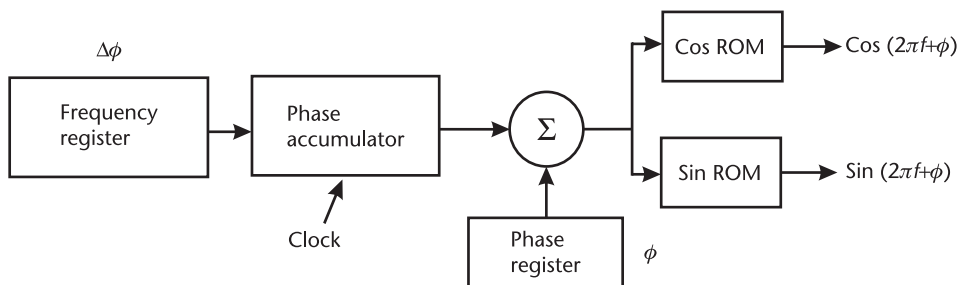 Δϕ
Frequency
register
Phase
accumulator
Clock
Σ
Phase
register
ϕ
Cos ROM
Cos (2πf+ϕ)
Sin ROM
Sin (2πf+ϕ)